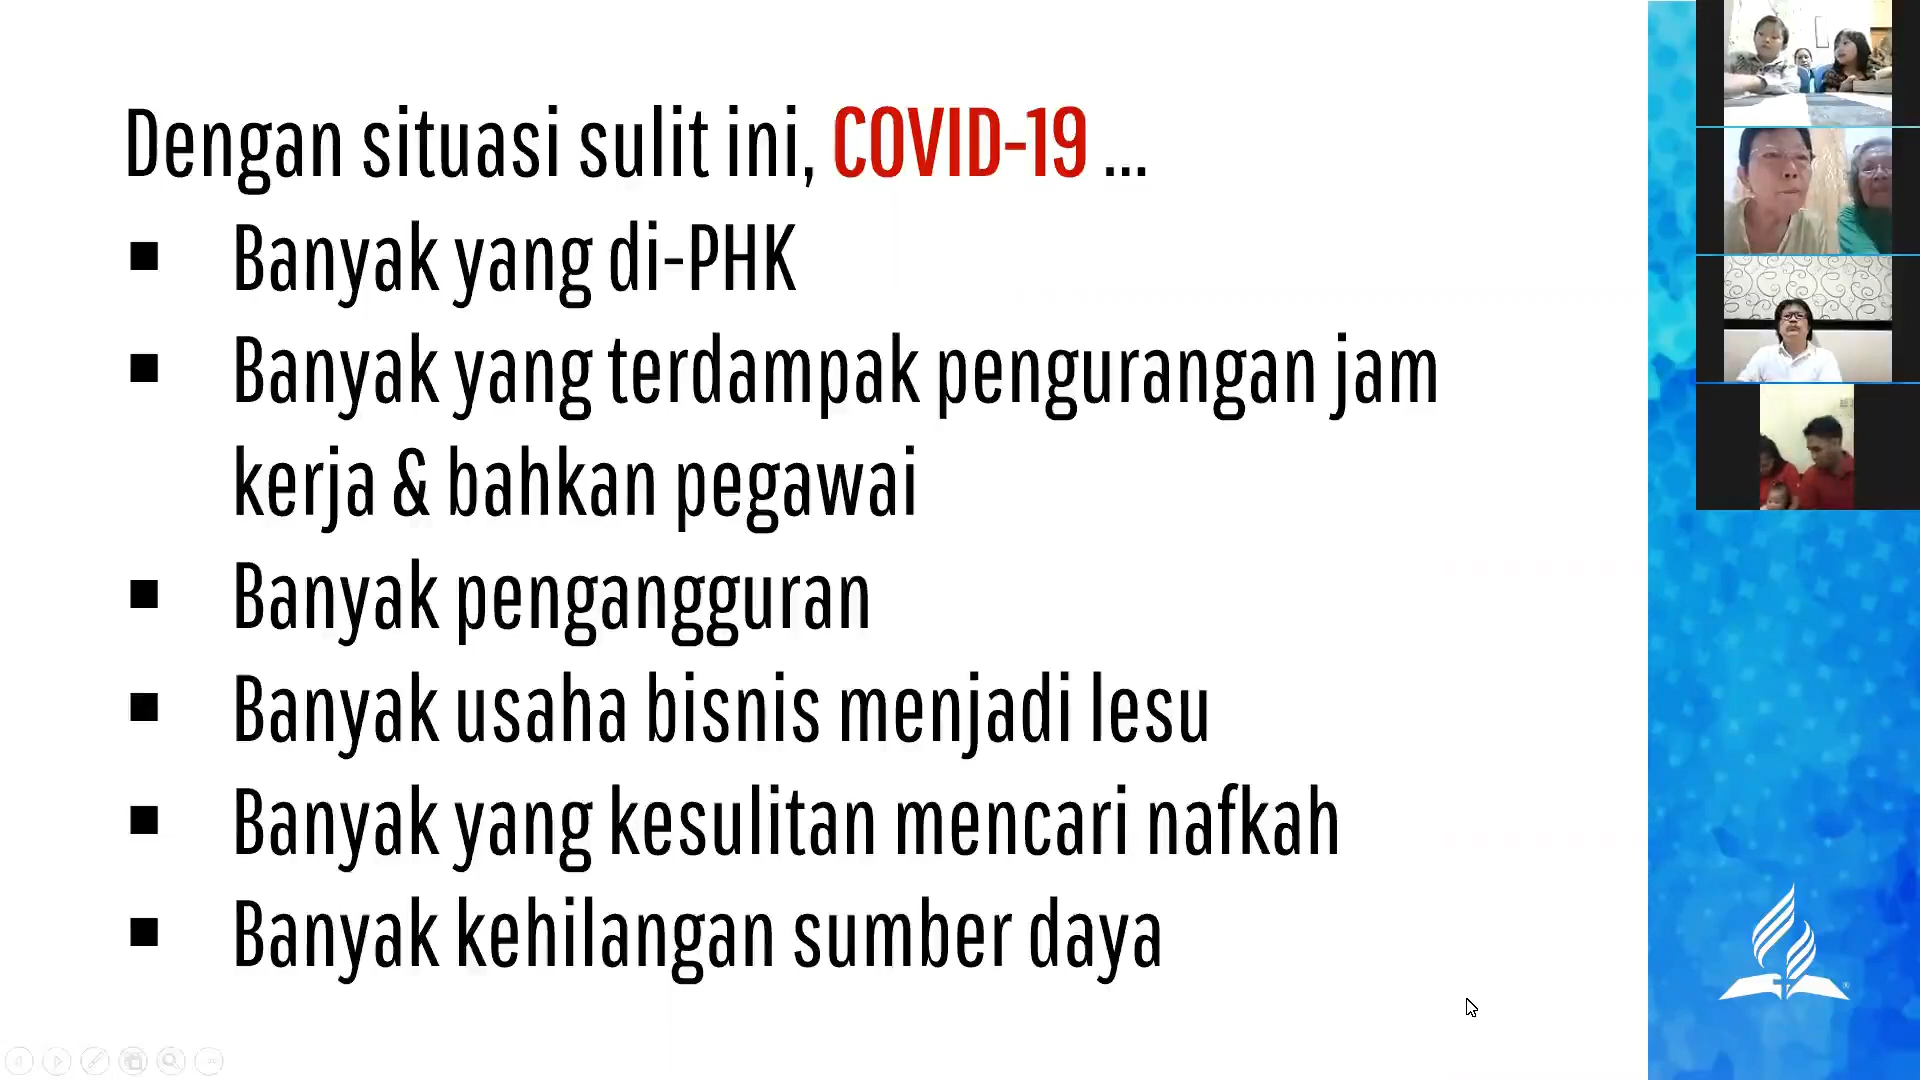 Dengan situasi sulit ini, COVID-19 ...
▪ Banyak yang di-PHK
▪ Banyak yang terdampak pengurangan jam
kerja & bahkan pegawai
▪ Banyak pengangguran
▪ Banyak usaha bisnis menjadi lesu
▪ Banyak yang kesulitan mencari nafkah
▪ Banyak kehilangan sumber daya